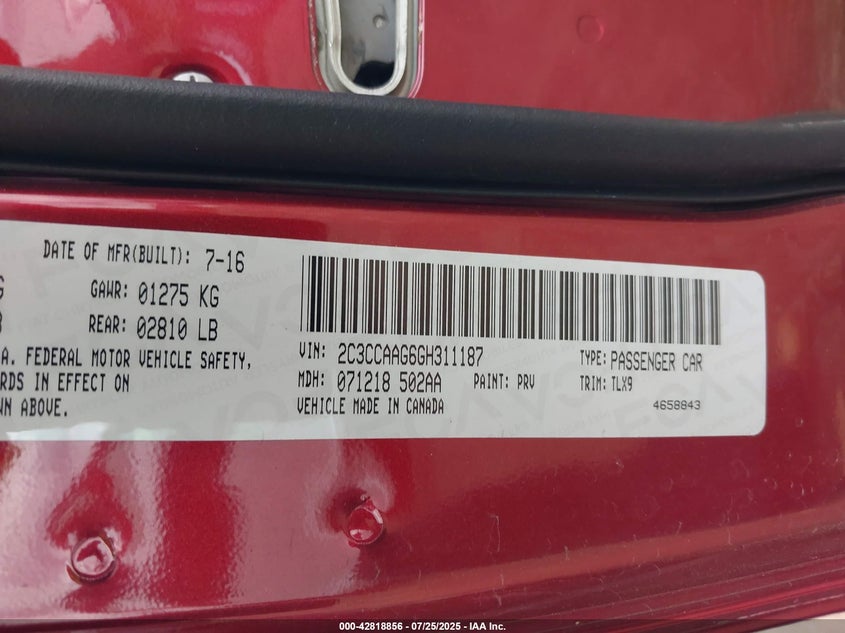 DATE OF MFR(BUILT): 7-16
G GAWR: 01275 KG
REAR: 02810 LB
A. FEDERAL MOTOR VEHICLE SAFETY,
RDS IN EFFECT ON
WN ABOVE.
VIN: 2C3CCAAG6GH311187 TYPE: PASSENGER CAR
MDH: 071218 502AA PAINT: PRV TRIM: TLX9
VEHICLE MADE IN CANADA 4658843
000-42818856 - 07/25/2025 - IAA Inc.